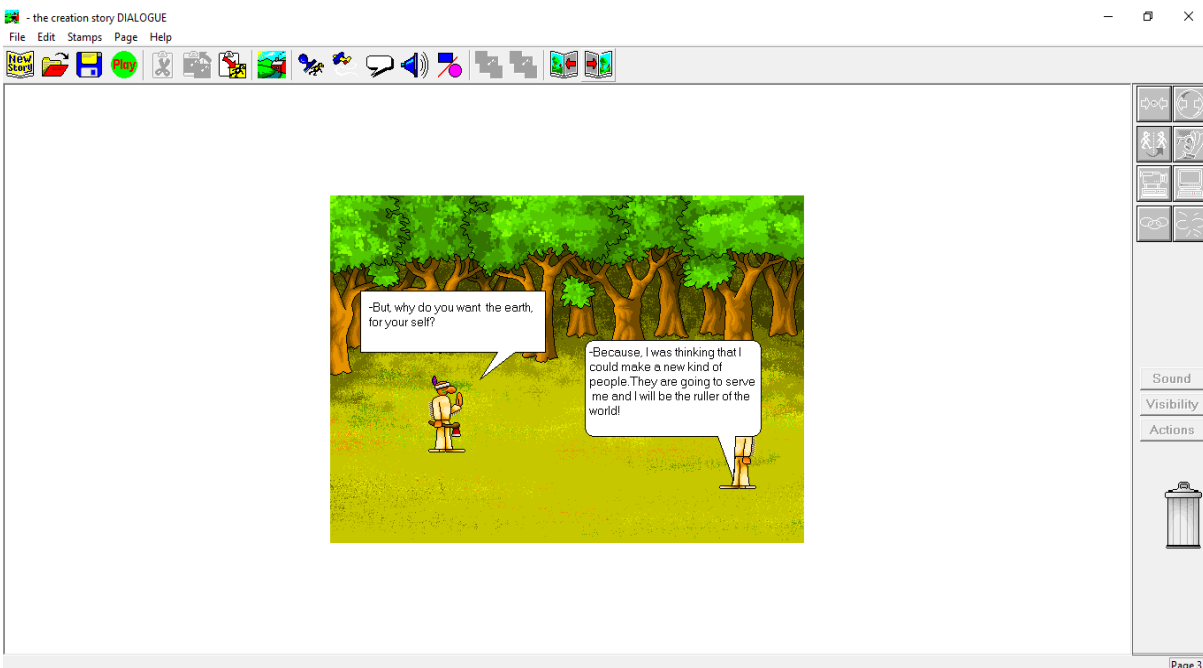 - the creation story DIALOGUE
File Edit Stamps Page Help
New Story
Play
-But, why do you want the earth,
for your self?
-Because, I was thinking that I
could make a new kind of
people.They are going to serve
me and I will be the ruller of the
world!
Sound
Visibility
Actions
Page 3